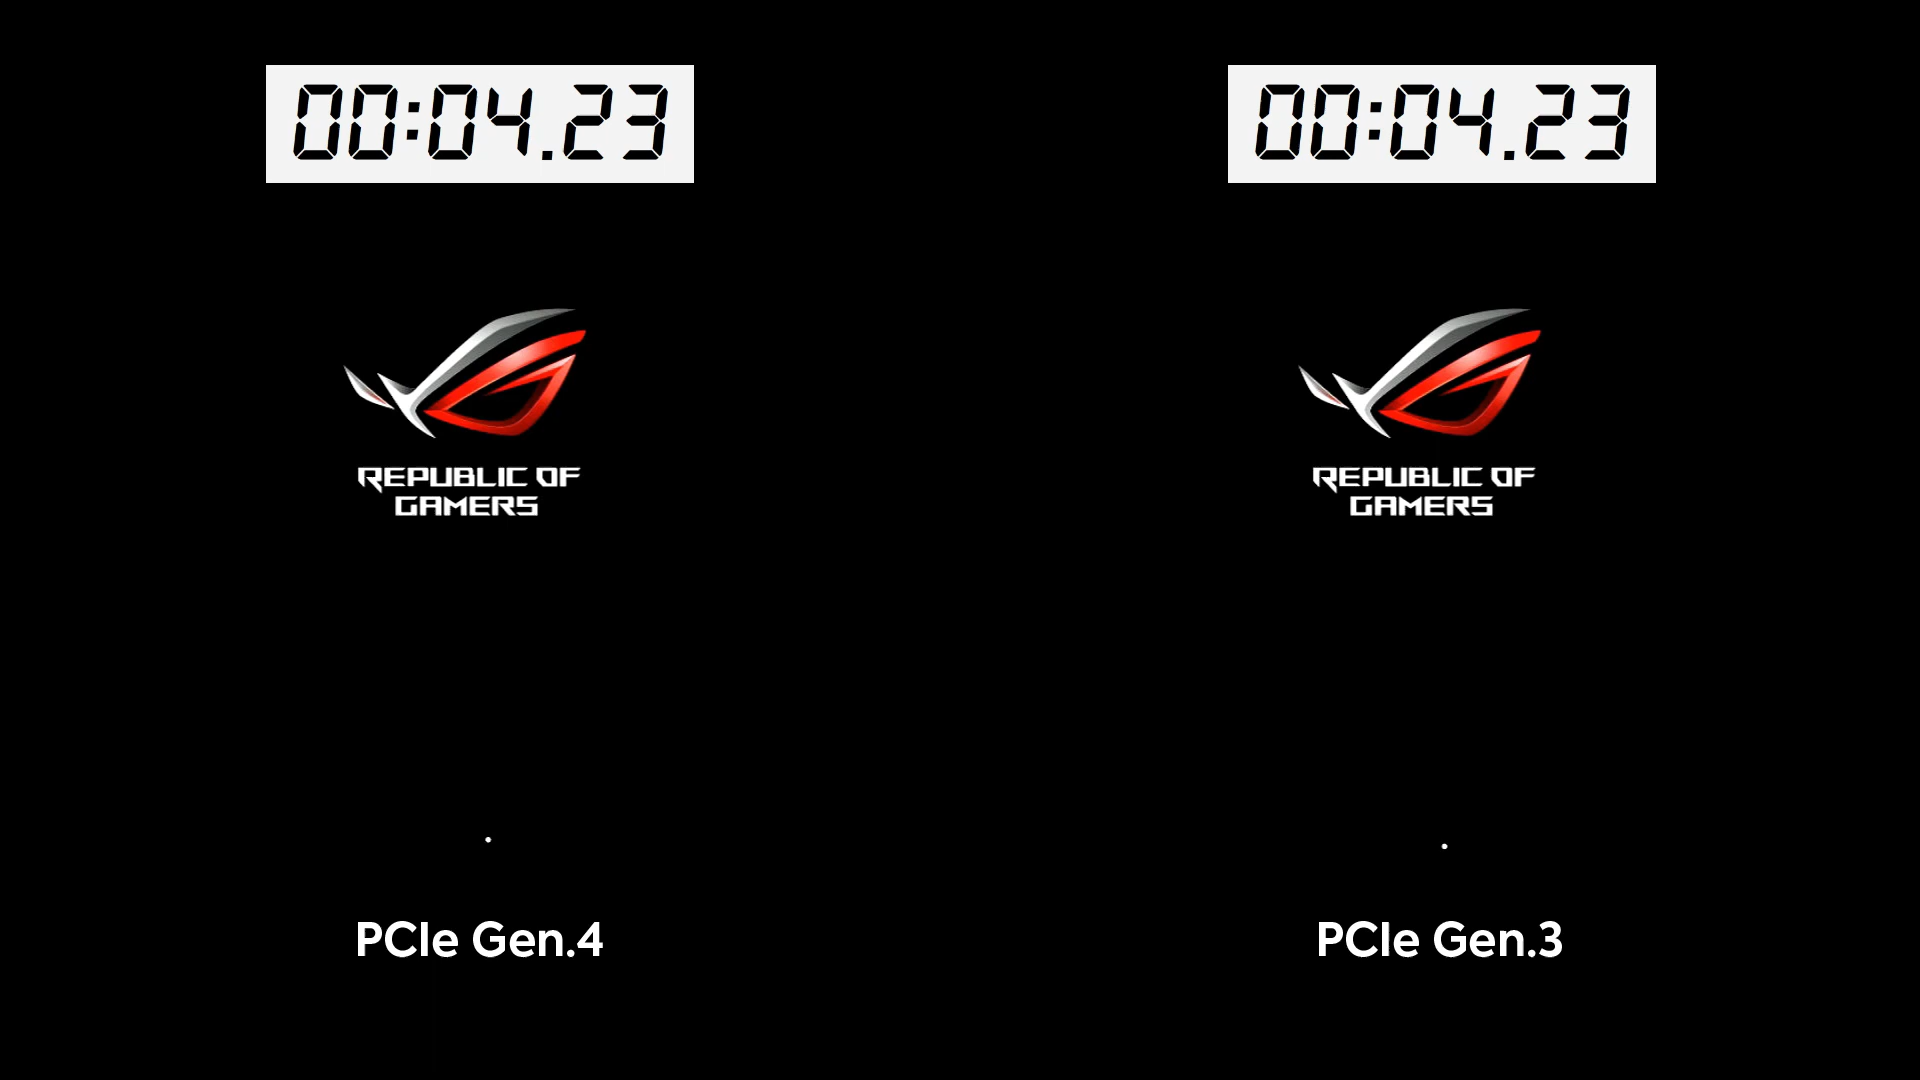 00:04.23
00:04.23
REPUBLIC OF
GAMERS
REPUBLIC OF
GAMERS
PCIe Gen.4
PCIe Gen.3